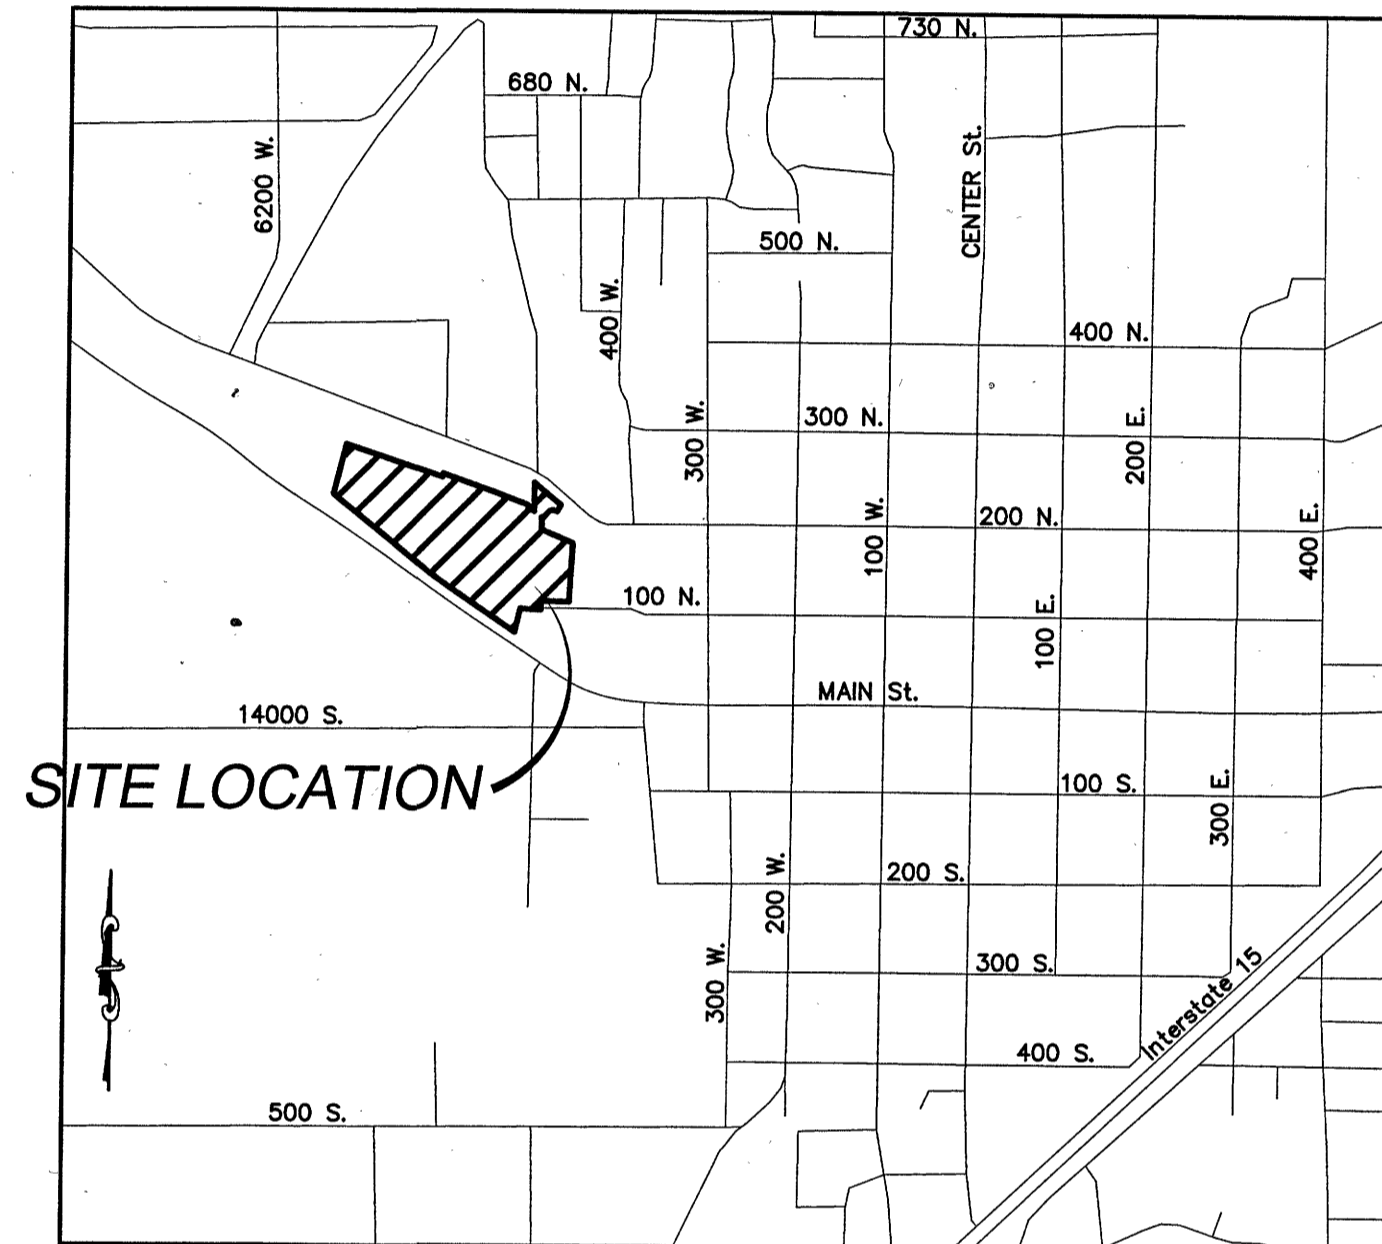 730 N.
680 N.
6200 W.
CENTER St.
500 N.
400 W.
400 N.
300 W.
300 N.
200 E.
100 W.
200 N.
400 E.
100 N.
100 E.
MAIN St.
14000 S.
SITE LOCATION
100 S.
300 E.
200 W.
200 S.
300 W.
300 S.
Interstate 15
400 S.
500 S.